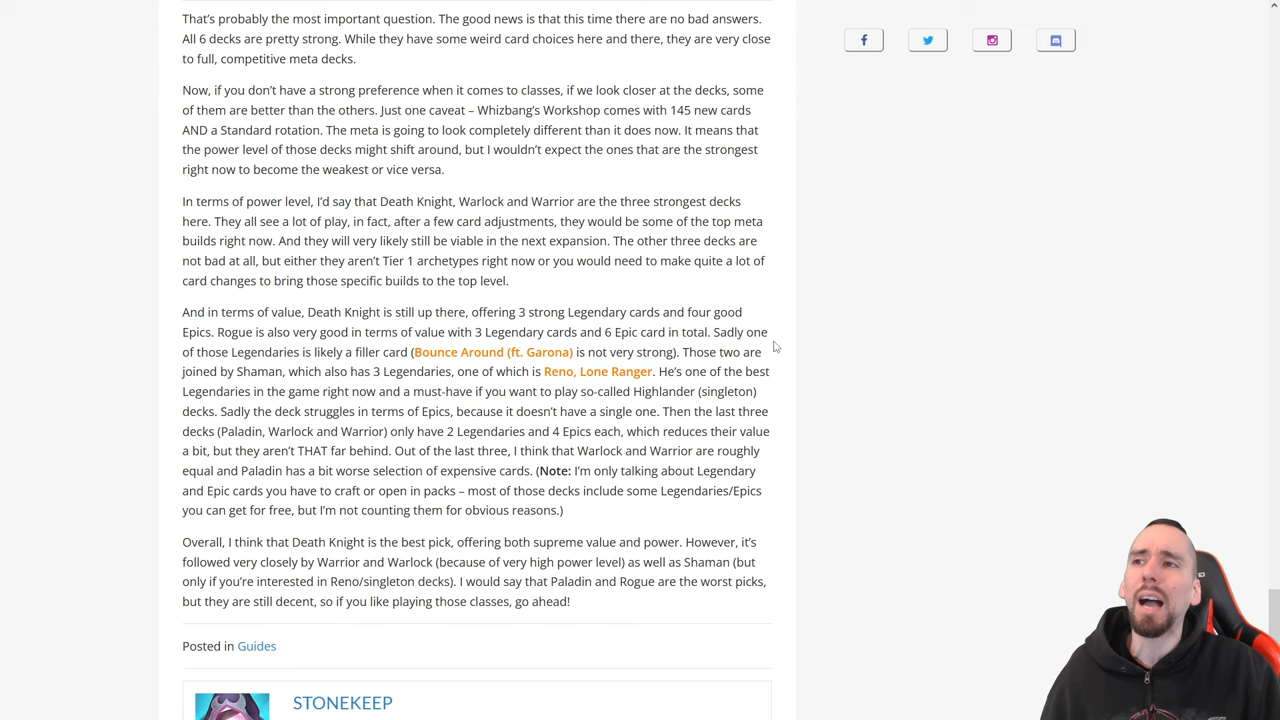 That's probably the most important question. The good news is that this time there are no bad answers.
All 6 decks are pretty strong. While they have some weird card choices here and there, they are very close
to full, competitive meta decks.
Now, if you don't have a strong preference when it comes to classes, if we look closer at the decks, some
of them are better than the others. Just one caveat – Whizbang's Workshop comes with 145 new cards
AND a Standard rotation. The meta is going to look completely different than it does now. It means that
the power level of those decks might shift around, but I wouldn't expect the ones that are the strongest
right now to become the weakest or vice versa.
In terms of power level, I'd say that Death Knight, Warlock and Warrior are the three strongest decks
here. They all see a lot of play, in fact, after a few card adjustments, they would be some of the top meta
builds right now. And they will very likely still be viable in the next expansion. The other three decks are
not bad at all, but either they aren't Tier 1 archetypes right now or you would need to make quite a lot of
card changes to bring those specific builds to the top level.
And in terms of value, Death Knight is still up there, offering 3 strong Legendary cards and four good
Epics. Rogue is also very good in terms of value with 3 Legendary cards and 6 Epic card in total. Sadly one
of those Legendaries is likely a filler card (Bounce Around (ft. Garona) is not very strong). Those two are
joined by Shaman, which also has 3 Legendaries, one of which is Reno, Lone Ranger. He's one of the best
Legendaries in the game right now and a must-have if you want to play so-called Highlander (singleton)
decks. Sadly the deck struggles in terms of Epics, because it doesn't have a single one. Then the last three
decks (Paladin, Warlock and Warrior) only have 2 Legendaries and 4 Epics each, which reduces their value
a bit, but they aren't THAT far behind. Out of the last three, I think that Warlock and Warrior are roughly
equal and Paladin has a bit worse selection of expensive cards. (Note: I'm only talking about Legendary
and Epic cards you have to craft or open in packs – most of those decks include some Legendaries/Epics
you can get for free, but I'm not counting them for obvious reasons.)
Overall, I think that Death Knight is the best pick, offering both supreme value and power. However, it's
followed very closely by Warrior and Warlock (because of very high power level) as well as Shaman (but
only if you're interested in Reno/singleton decks). I would say that Paladin and Rogue are the worst picks,
but they are still decent, so if you like playing those classes, go ahead!
Posted in Guides
STONEKEEP